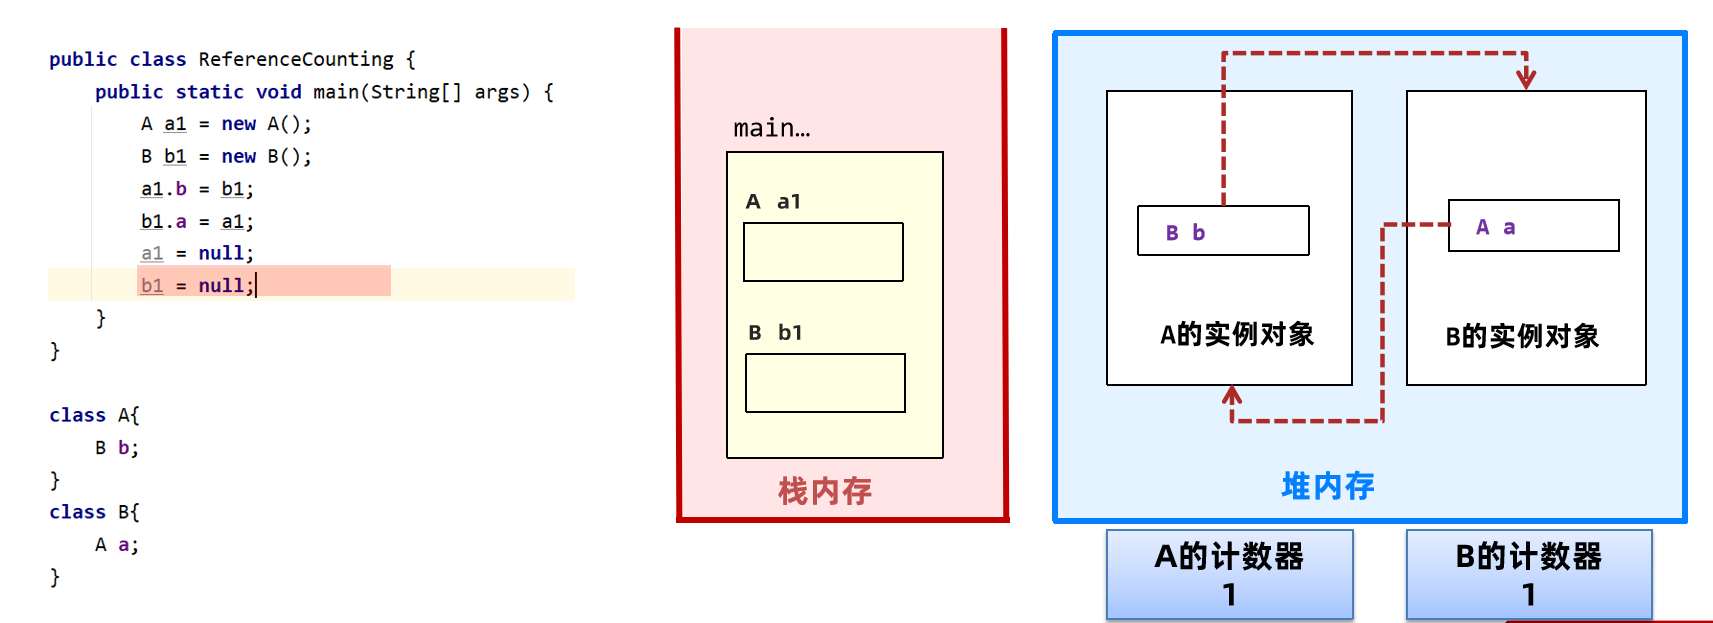 public class ReferenceCounting {
    public static void main(String[] args) {
        A a1 = new A();
        B b1 = new B();
        a1.b = b1;
        b1.a = a1;
        a1 = null;
        b1 = null;
    }
}
class A{
    B b;
}
class B{
    A a;
}
main…
A a1
B b1
栈内存
B b
A a
A的实例对象
B的实例对象
堆内存
A的计数器
1
B的计数器
1